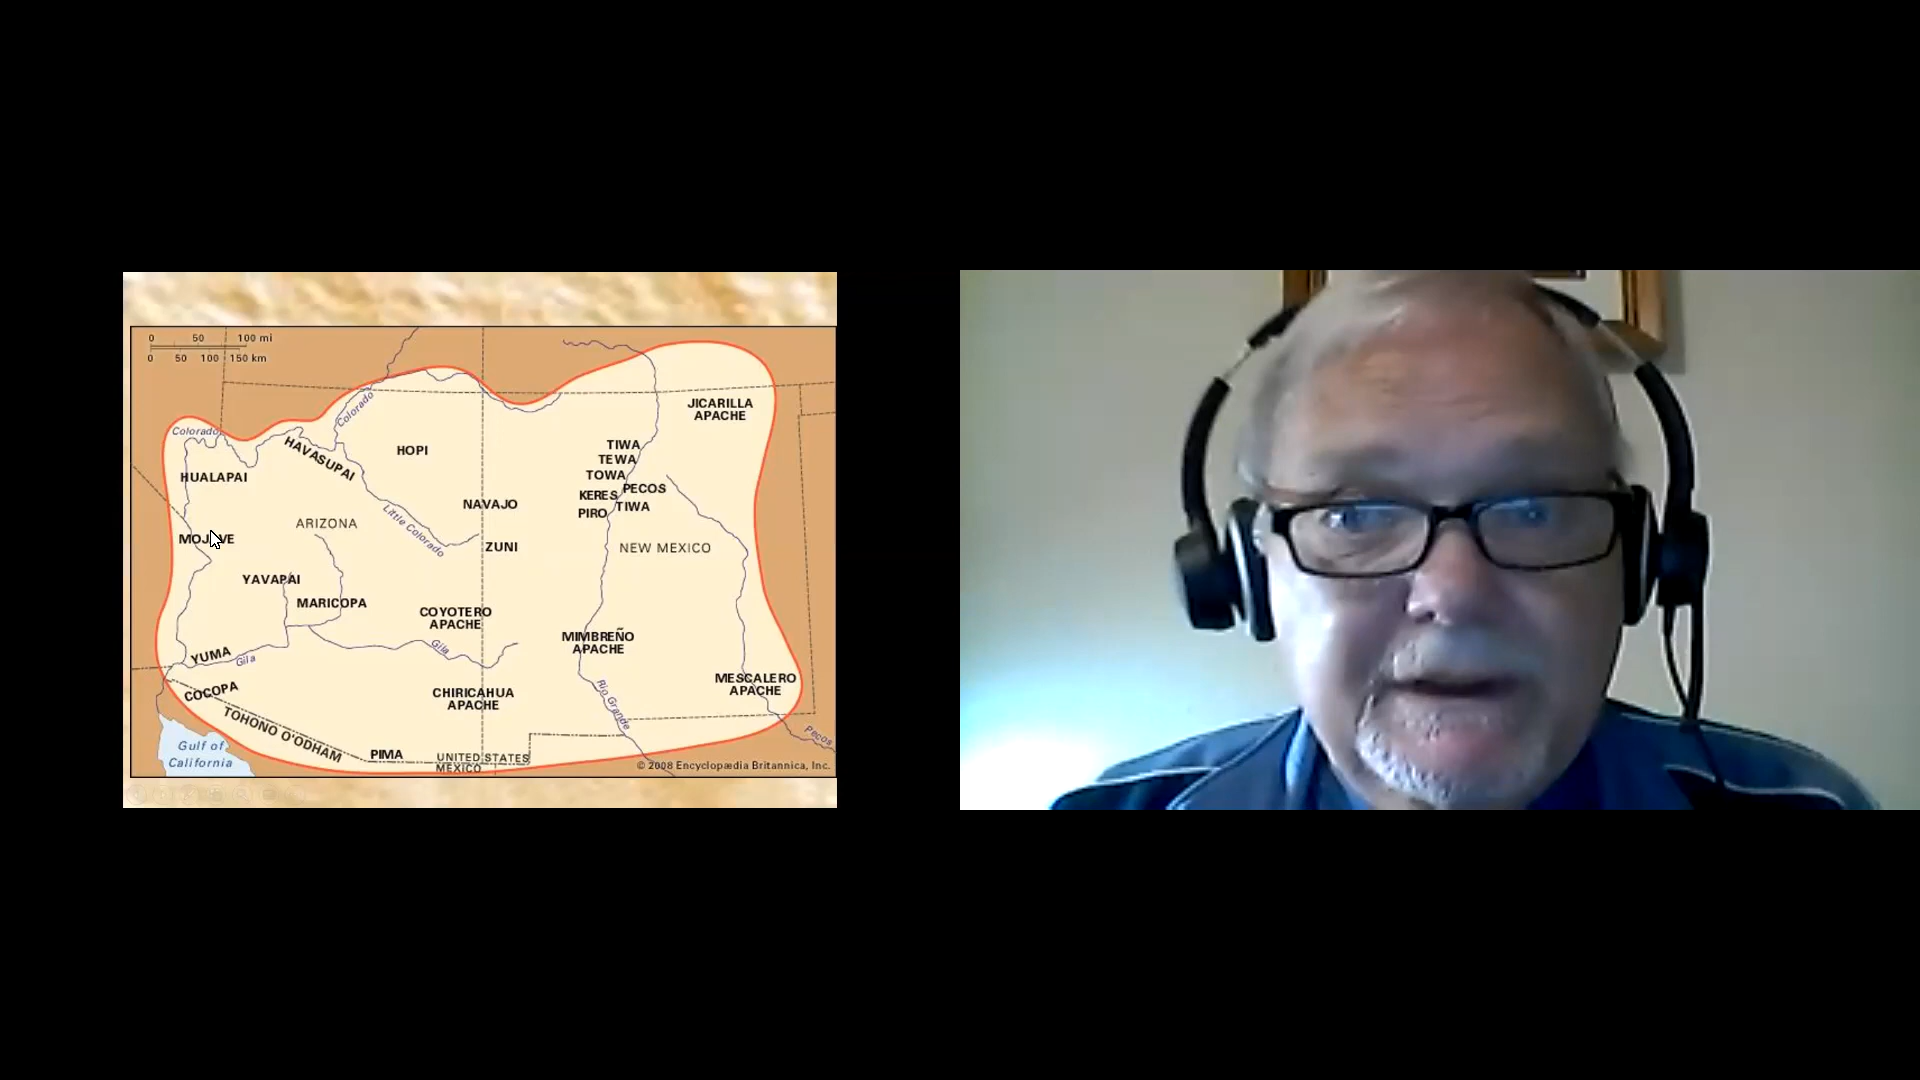 0 50 100 mi
0 50 100 150 km
Colorado
Colorado
JICARILLA
APACHE
HAVASUPAI
HOPI
TIWA
TEWA
TOWA
HUALAPAI
PECOS
KERES
TIWA
PIRO
NAVAJO
Little Colorado
ARIZONA
MOJAVE
ZUNI
NEW MEXICO
YAVAPAI
MARICOPA
COYOTERO
APACHE
MIMBREÑO
APACHE
Gila
YUMA
Gila
MESCALERO
APACHE
COCOPA
CHIRICAHUA
APACHE
Rio Grande
TOHONO O'ODHAM
Pecos
Gulf of
California
PIMA
UNITED STATES
MEXICO
© 2008 Encyclopædia Britannica, Inc.